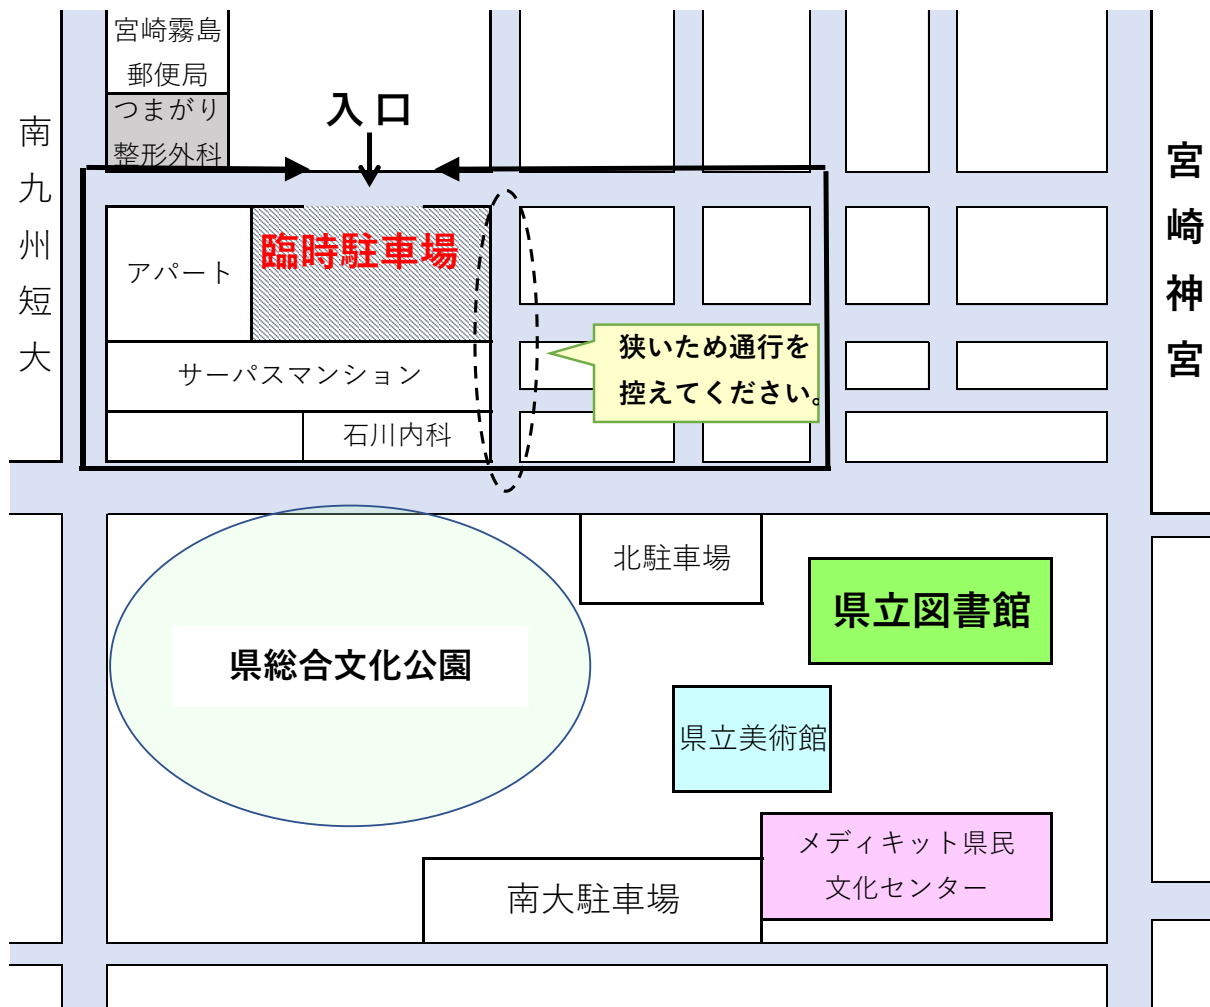 宮崎霧島
郵便局
つまがり
整形外科
入口
南九州短大
宮崎神宮
臨時駐車場
アパート
狭いため通行を
控えてください。
サーパスマンション
石川内科
北駐車場
県立図書館
県総合文化公園
県立美術館
メディキット県民
文化センター
南大駐車場